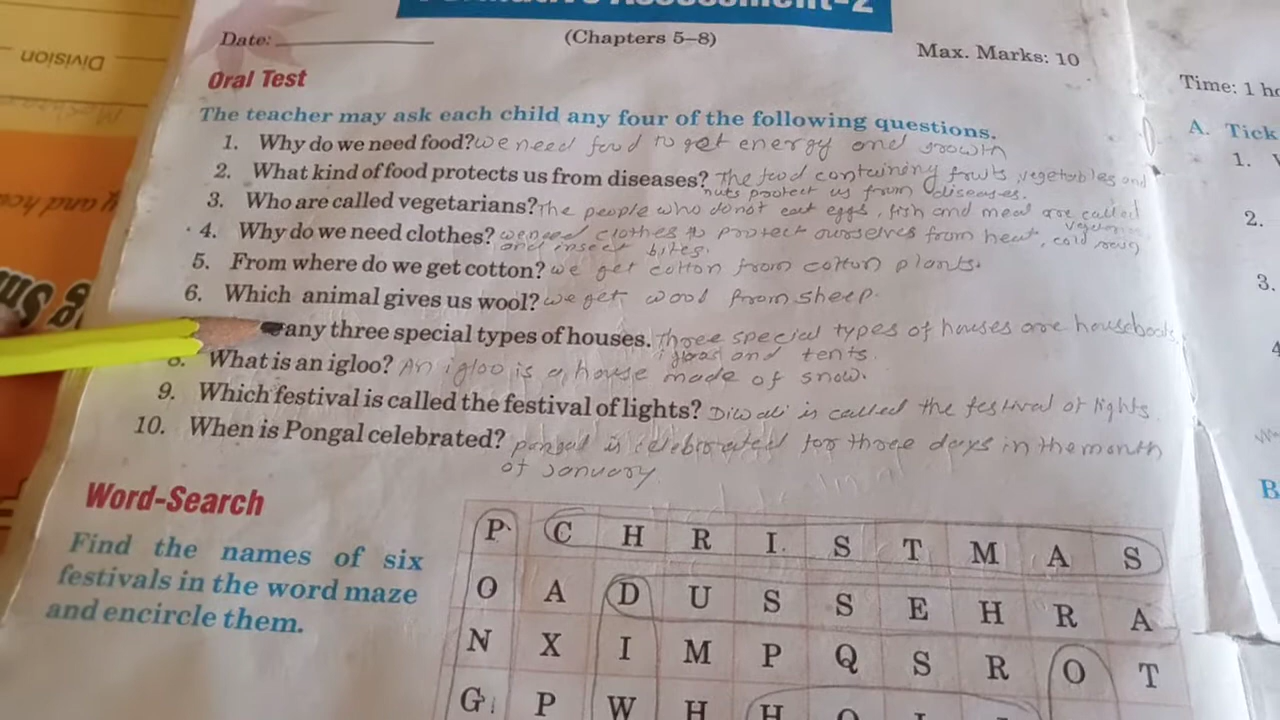 Assessment-2
Date:
(Chapters 5–8)
Max. Marks: 10
Division
Oral Test
The teacher may ask each child any four of the following questions.
1. Why do we need food? we need food to get energy and growth
2. What kind of food protects us from diseases? The food containing fruits, vegetables and
nuts protect us from diseases.
3. Who are called vegetarians? The people who donot eat eggs, fish and meat are called
4. Why do we need clothes? we need clothes to protect ourselves from heat, cold
and insect bites.
5. From where do we get cotton? we get cotton from cotton plants.
6. Which animal gives us wool? we get wool from sheep.
any three special types of houses. Three special types of houses are houseboats,
igloos and tents.
8. What is an igloo? An igloo is a house made of snow.
9. Which festival is called the festival of lights? Diwali is called the festival of lights.
10. When is Pongal celebrated? pongal is celebrated for three days in the month
of January
Word-Search
Find the names of six
festivals in the word maze
and encircle them.
P C H R I S T M A S
O A D U S S E H R A
N X I M P Q S R O T
G P W H H O I
Time: 1 
A. Tick
1.
2.
3.
4
B